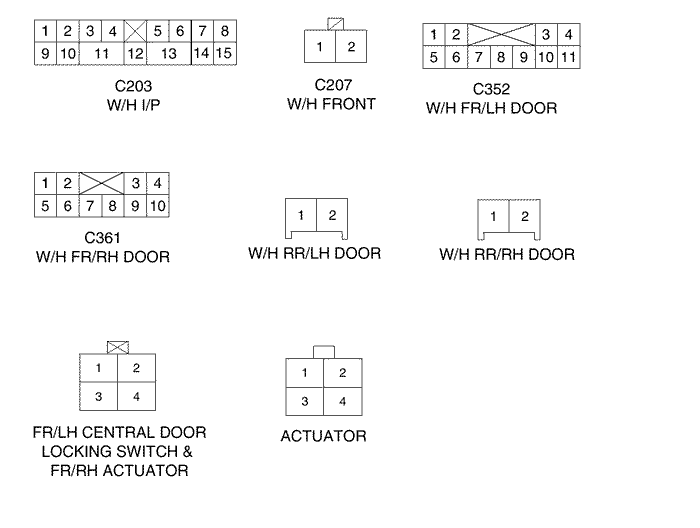 1 2 3 4 5 6 7 8
9 10 11 12 13 14 15
C203
W/H I/P
1 2
C207
W/H FRONT
1 2 3 4
5 6 7 8 9 10 11
C352
W/H FR/LH DOOR
1 2 3 4
5 6 7 8 9 10
C361
W/H FR/RH DOOR
1 2
W/H RR/LH DOOR
1 2
W/H RR/RH DOOR
1 2
3 4
FR/LH CENTRAL DOOR
LOCKING SWITCH &
FR/RH ACTUATOR
1 2
3 4
ACTUATOR